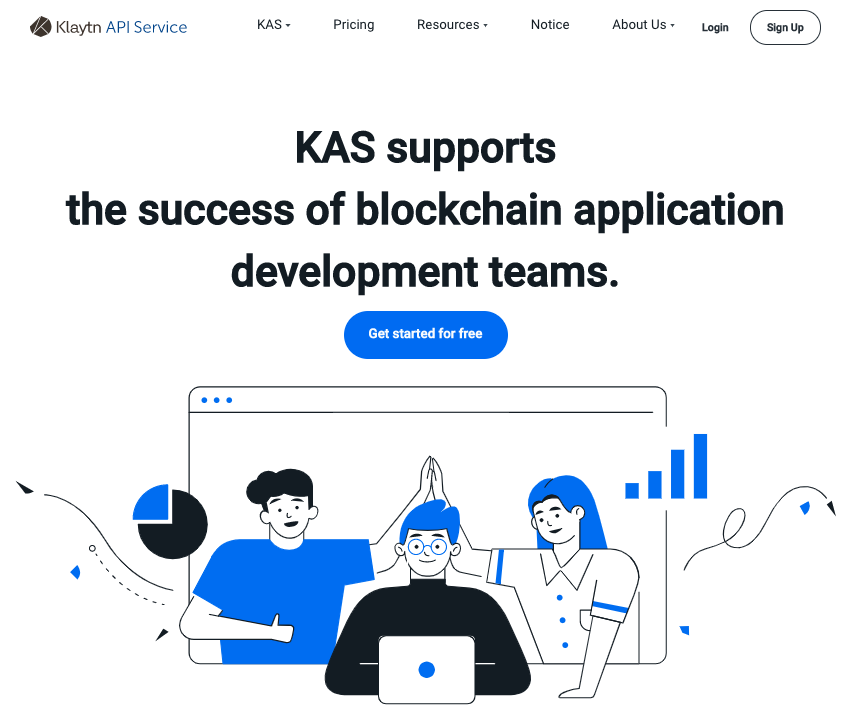 Klaytn API Service
KAS
Pricing
Resources
Notice
About Us
Login
Sign Up
KAS supports
the success of blockchain application
development teams.
Get started for free